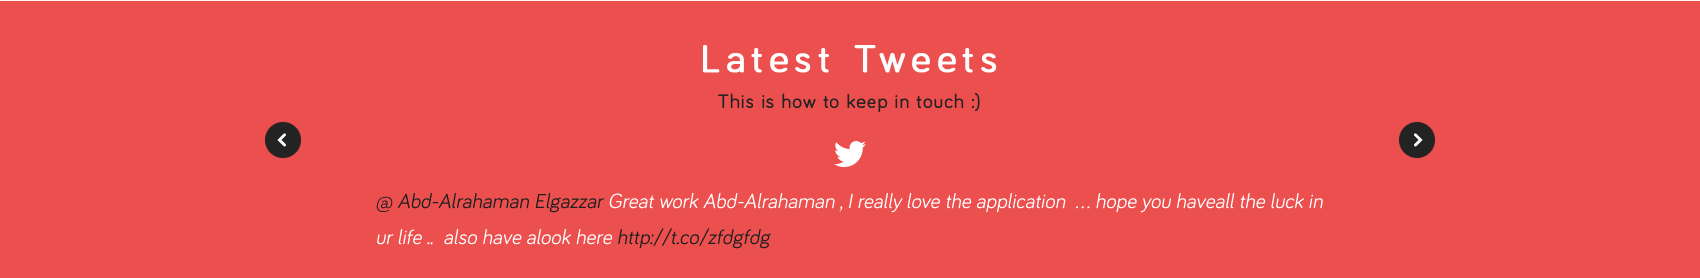 Latest Tweets
This is how to keep in touch :)
@ Abd-Alrahaman Elgazzar Great work Abd-Alrahaman , I really love the application ... hope you haveall the luck in
ur life .. also have alook here http://t.co/zfdgfdg